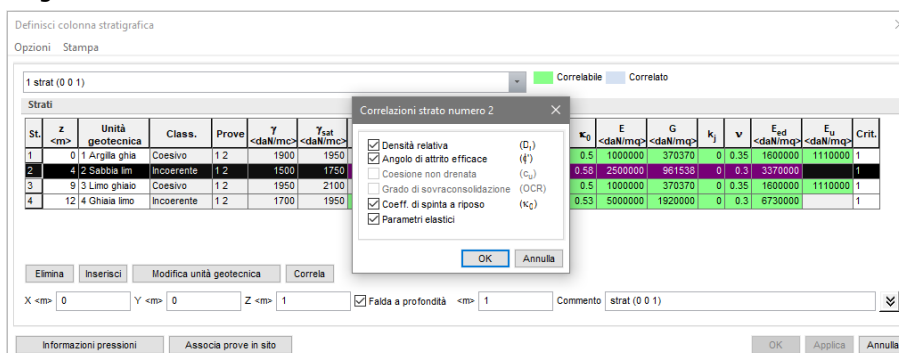 Definisci colonna stratigrafica
Opzioni Stampa
1 strat (0 0 1)
Correlabile Correlato
Strati
St. z <m> Unità geotecnica Class. Prove γ <daN/mc> γsat <daN/mc> κ0 E <daN/mq> G <daN/mq> kj ν Eed <daN/mq> Eu <daN/mq> Crit.
1 0 1 Argilla ghia Coesivo 1 2 1900 1950 0.5 1000000 370370 0 0.35 1600000 1110000 1
2 4 2 Sabbia lim Incoerente 1 2 1500 1750 0.58 2500000 961538 0 0.3 3370000 1
3 9 3 Limo ghiaio Coesivo 1 2 1950 2100 0.5 1000000 370370 0 0.35 1600000 1110000 1
4 12 4 Ghiaia limo Incoerente 1 2 1700 1950 0.53 5000000 1920000 0 0.3 6730000 1
Correlazioni strato numero 2
Densità relativa
Angolo di attrito efficace
Coesione non drenata (cu)
Grado di sovraconsolidazione (OCR)
Coeff. di spinta a riposo (κ0)
Parametri elastici
OK Annulla
Elimina Inserisci Modifica unità geotecnica Correla
X <m> 0 Y <m> 0 Z <m> 1 Falda a profondità <m> 1 Commento strat (0 0 1)
Informazioni pressioni Associa prove in sito OK Applica Annulla